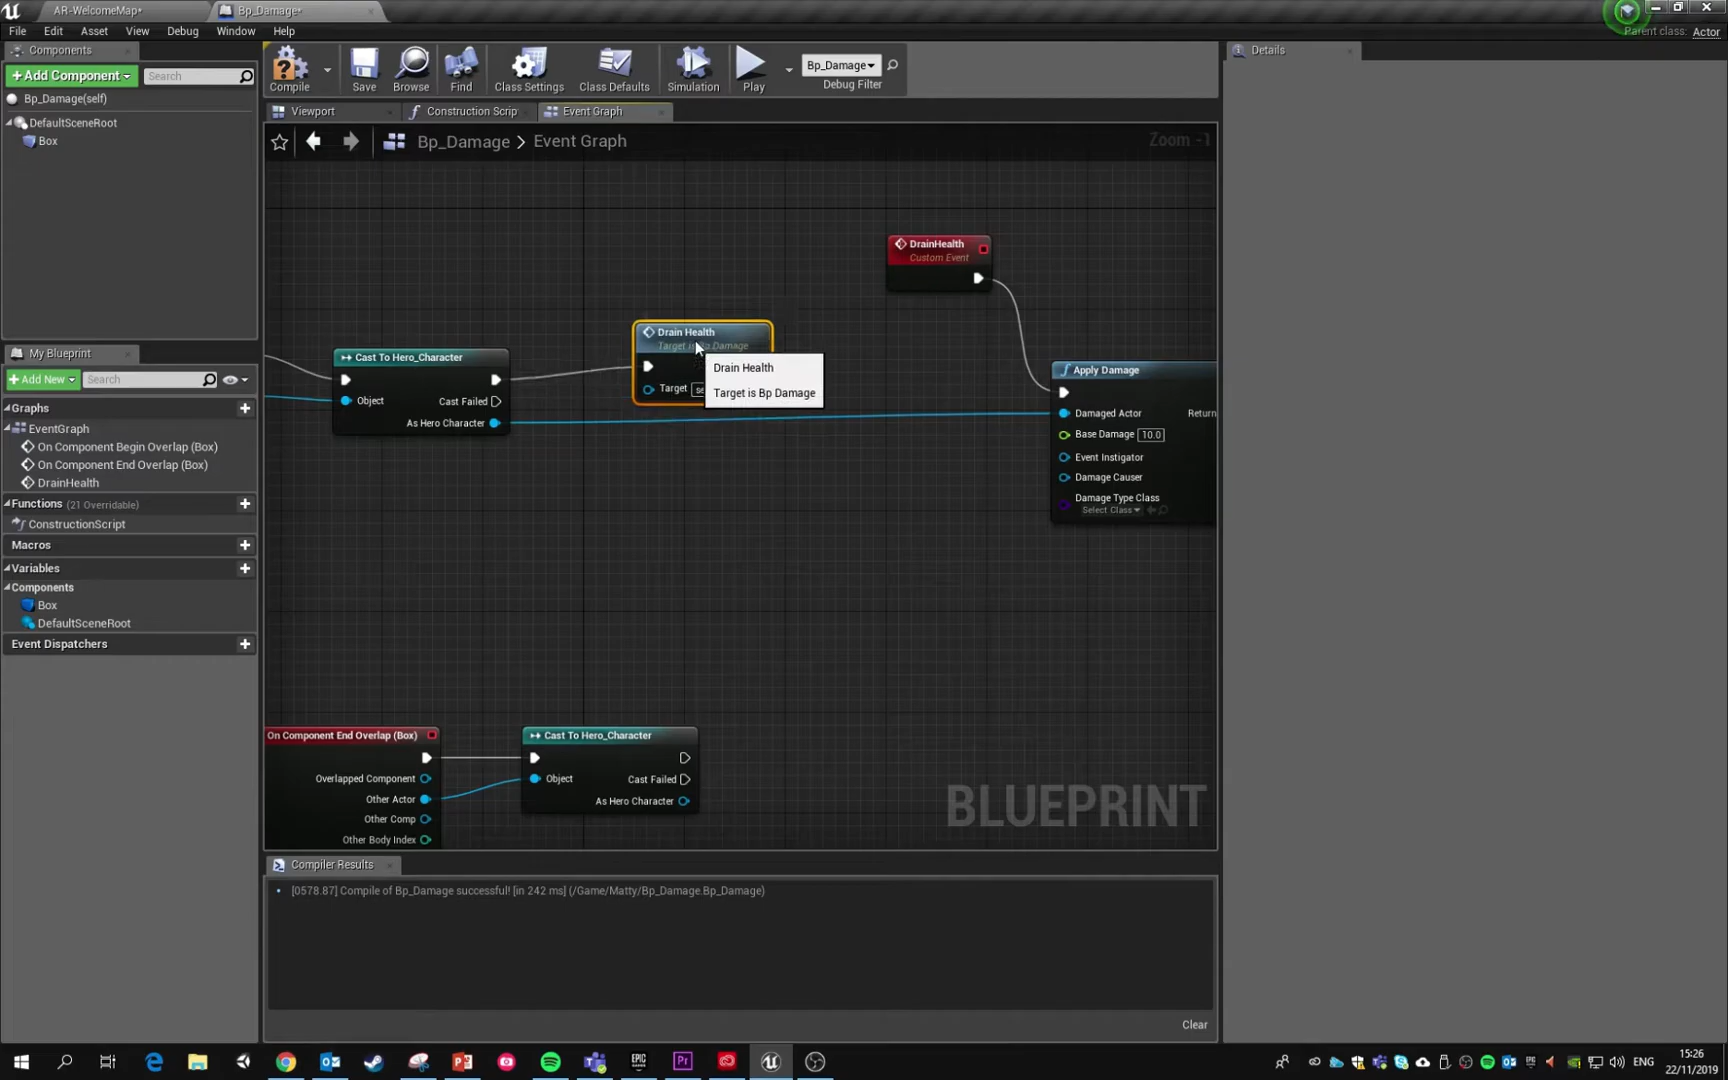 AR-WelcomeMap*
Bp_Damage*
File Edit Asset View Debug Window Help
Parent class: Actor
Components
Add Component
Search
Bp_Damage(self)
DefaultSceneRoot
Box
My Blueprint
Add New
Search
Graphs
EventGraph
On Component Begin Overlap (Box)
On Component End Overlap (Box)
DrainHealth
Functions (21 Overridable)
ConstructionScript
Macros
Variables
Components
Box
DefaultSceneRoot
Event Dispatchers
Compile
Save
Browse
Find
Class Settings
Class Defaults
Simulation
Play
Bp_Damage
Debug Filter
Viewport
Construction Scrip
Event Graph
Bp_Damage > Event Graph
Zoom -1
Cast To Hero_Character
Object
Cast Failed
As Hero Character
Drain Health
Target is Bp Damage
Target
Drain Health
Target is Bp Damage
DrainHealth
Custom Event
Apply Damage
Damaged Actor
Return
Base Damage 10.0
Event Instigator
Damage Causer
Damage Type Class
Select Class
On Component End Overlap (Box)
Overlapped Component
Other Actor
Other Comp
Other Body Index
Cast To Hero_Character
Object
Cast Failed
As Hero Character
BLUEPRINT
Compiler Results
[0578.87] Compile of Bp_Damage successful! [in 242 ms] (/Game/Matty/Bp_Damage.Bp_Damage)
Clear
Details
ENG
15:26
22/11/2019